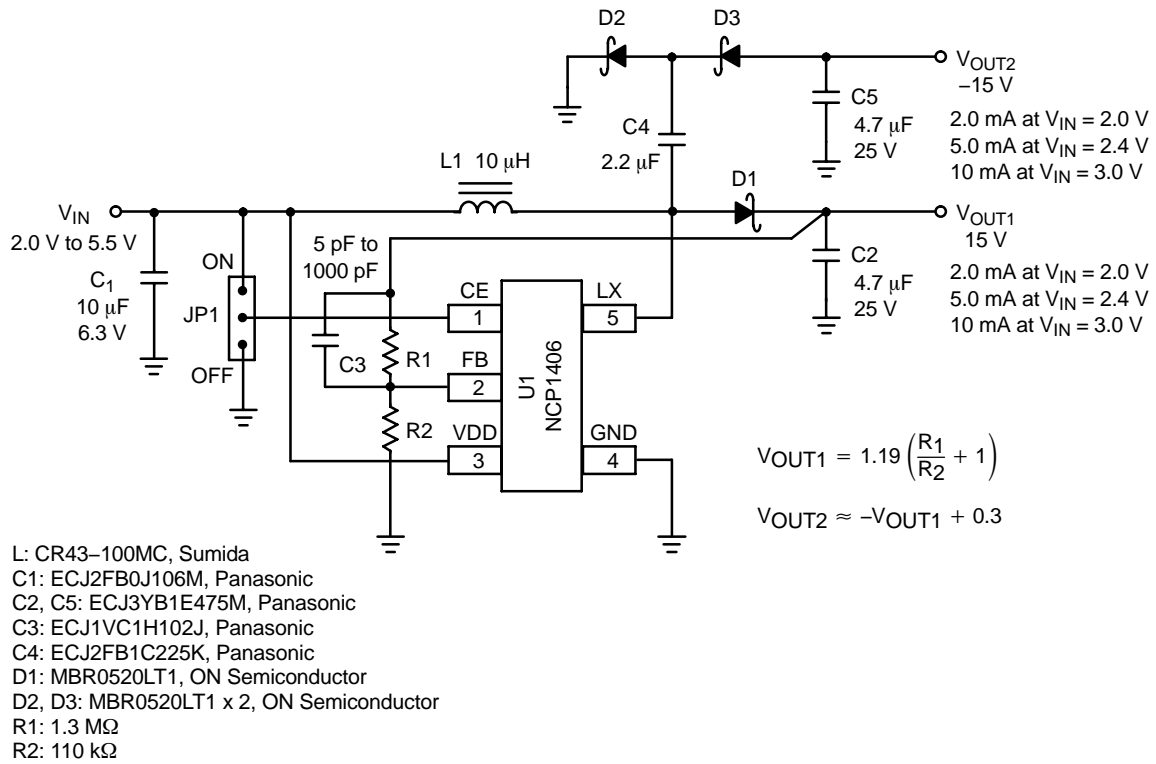 D2
D3
VOUT2
–15 V
2.0 mA at VIN = 2.0 V
5.0 mA at VIN = 2.4 V
10 mA at VIN = 3.0 V
C5
4.7 μF
25 V
C4
2.2 μF
L1 10 μH
D1
VIN
2.0 V to 5.5 V
VOUT1
15 V
2.0 mA at VIN = 2.0 V
5.0 mA at VIN = 2.4 V
10 mA at VIN = 3.0 V
C2
4.7 μF
25 V
5 pF to
1000 pF
C1
10 μF
6.3 V
ON
JP1
OFF
C3
R1
R2
CE
1
FB
2
VDD
3
U1
NCP1406
LX
5
GND
4
VOUT1 = 1.19 (R1/R2 + 1)
VOUT2 ≈ –VOUT1 + 0.3
L: CR43–100MC, Sumida
C1: ECJ2FB0J106M, Panasonic
C2, C5: ECJ3YB1E475M, Panasonic
C3: ECJ1VC1H102J, Panasonic
C4: ECJ2FB1C225K, Panasonic
D1: MBR0520LT1, ON Semiconductor
D2, D3: MBR0520LT1 x 2, ON Semiconductor
R1: 1.3 MΩ
R2: 110 kΩ